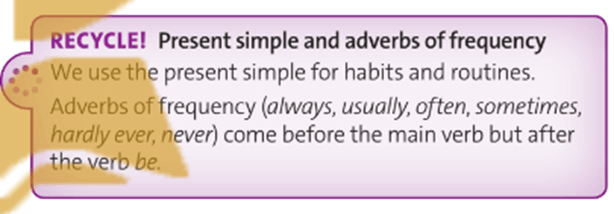 RECYCLE! Present simple and adverbs of frequency
We use the present simple for habits and routines.
Adverbs of frequency (always, usually, often, sometimes,
hardly ever, never) come before the main verb but after
the verb be.